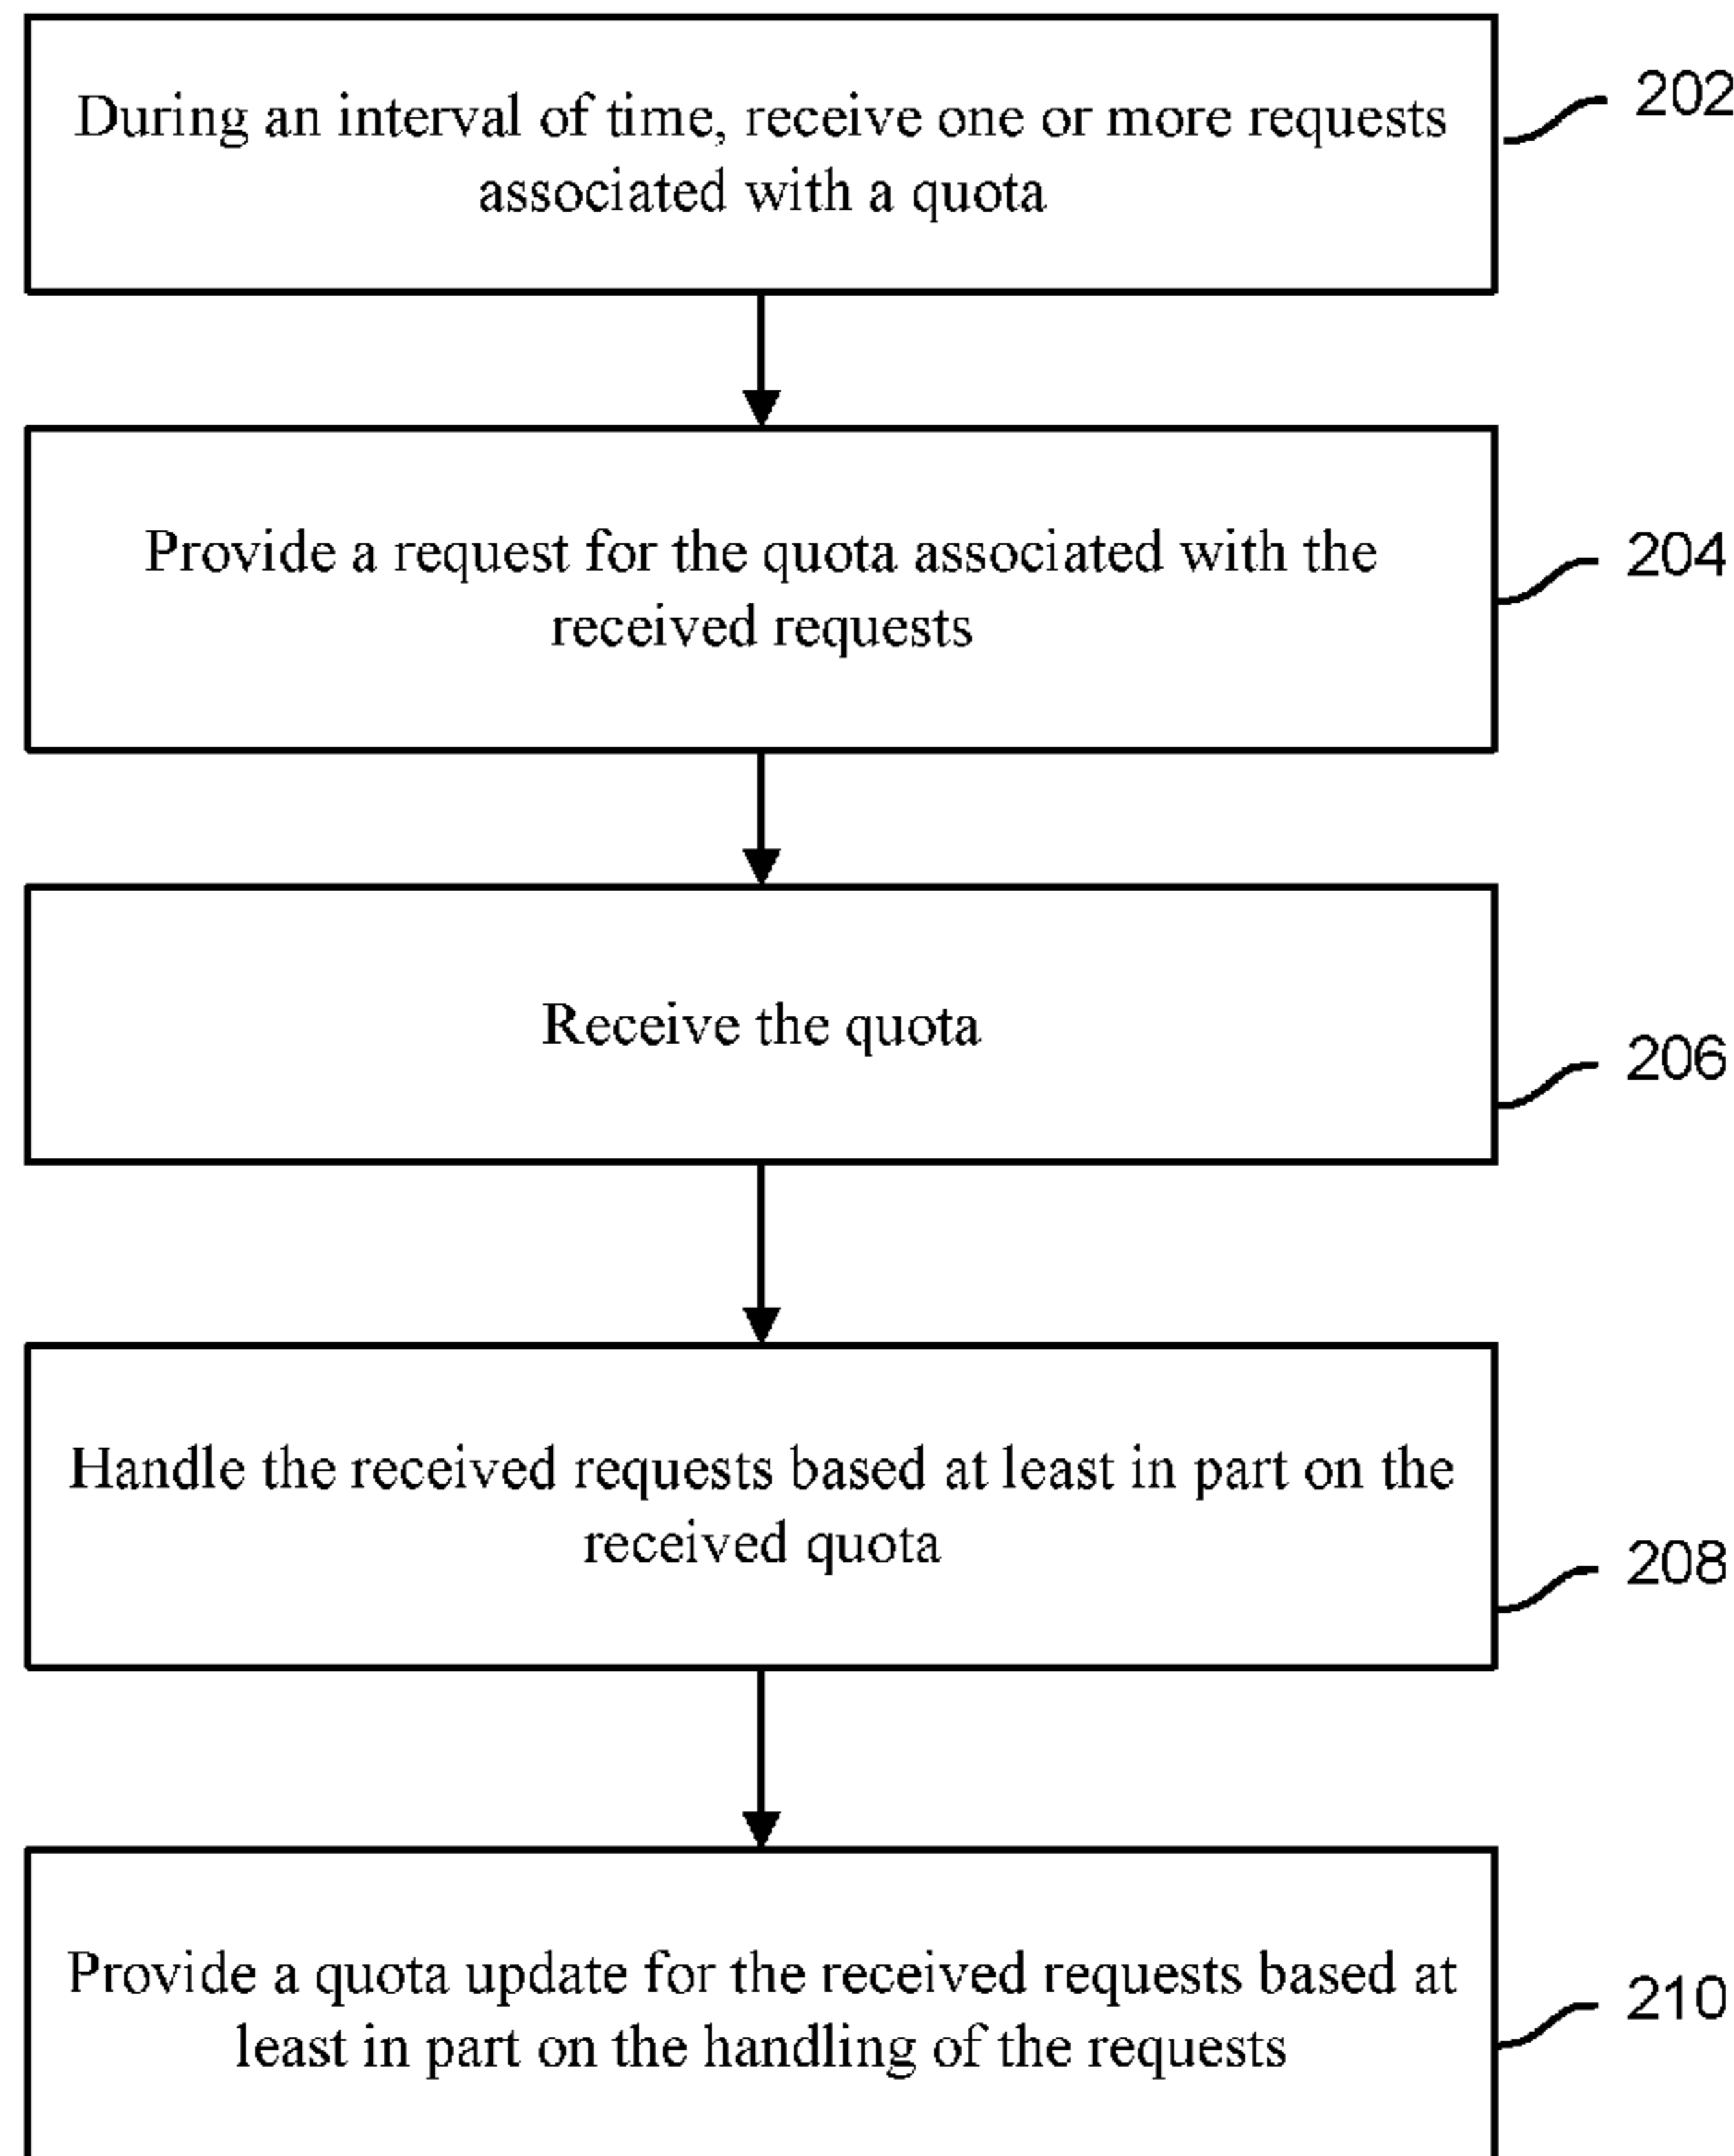 During an interval of time, receive one or more requests
associated with a quota
202
Provide a request for the quota associated with the
received requests
204
Receive the quota
206
Handle the received requests based at least in part on the
received quota
208
Provide a quota update for the received requests based at
least in part on the handling of the requests
210